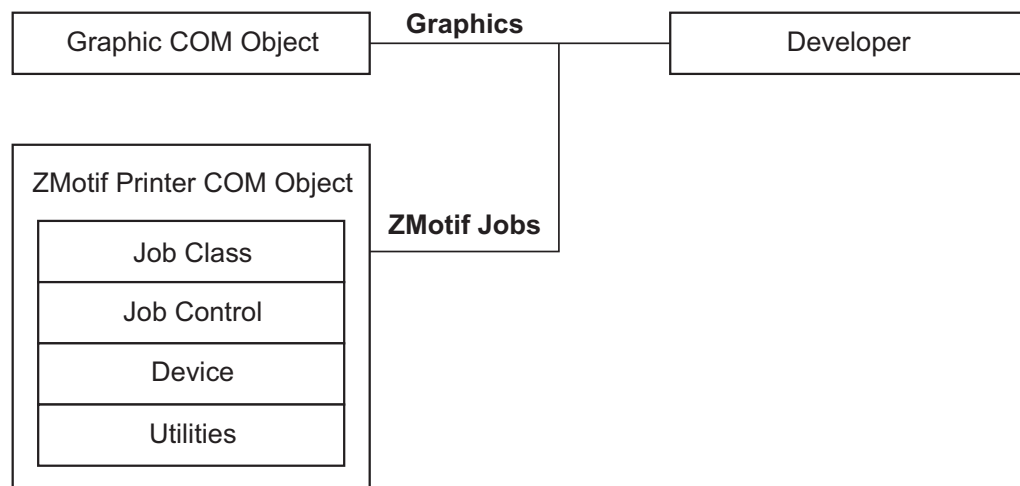 Graphic COM Object
Graphics
Developer
ZMotif Printer COM Object
ZMotif Jobs
Job Class
Job Control
Device
Utilities